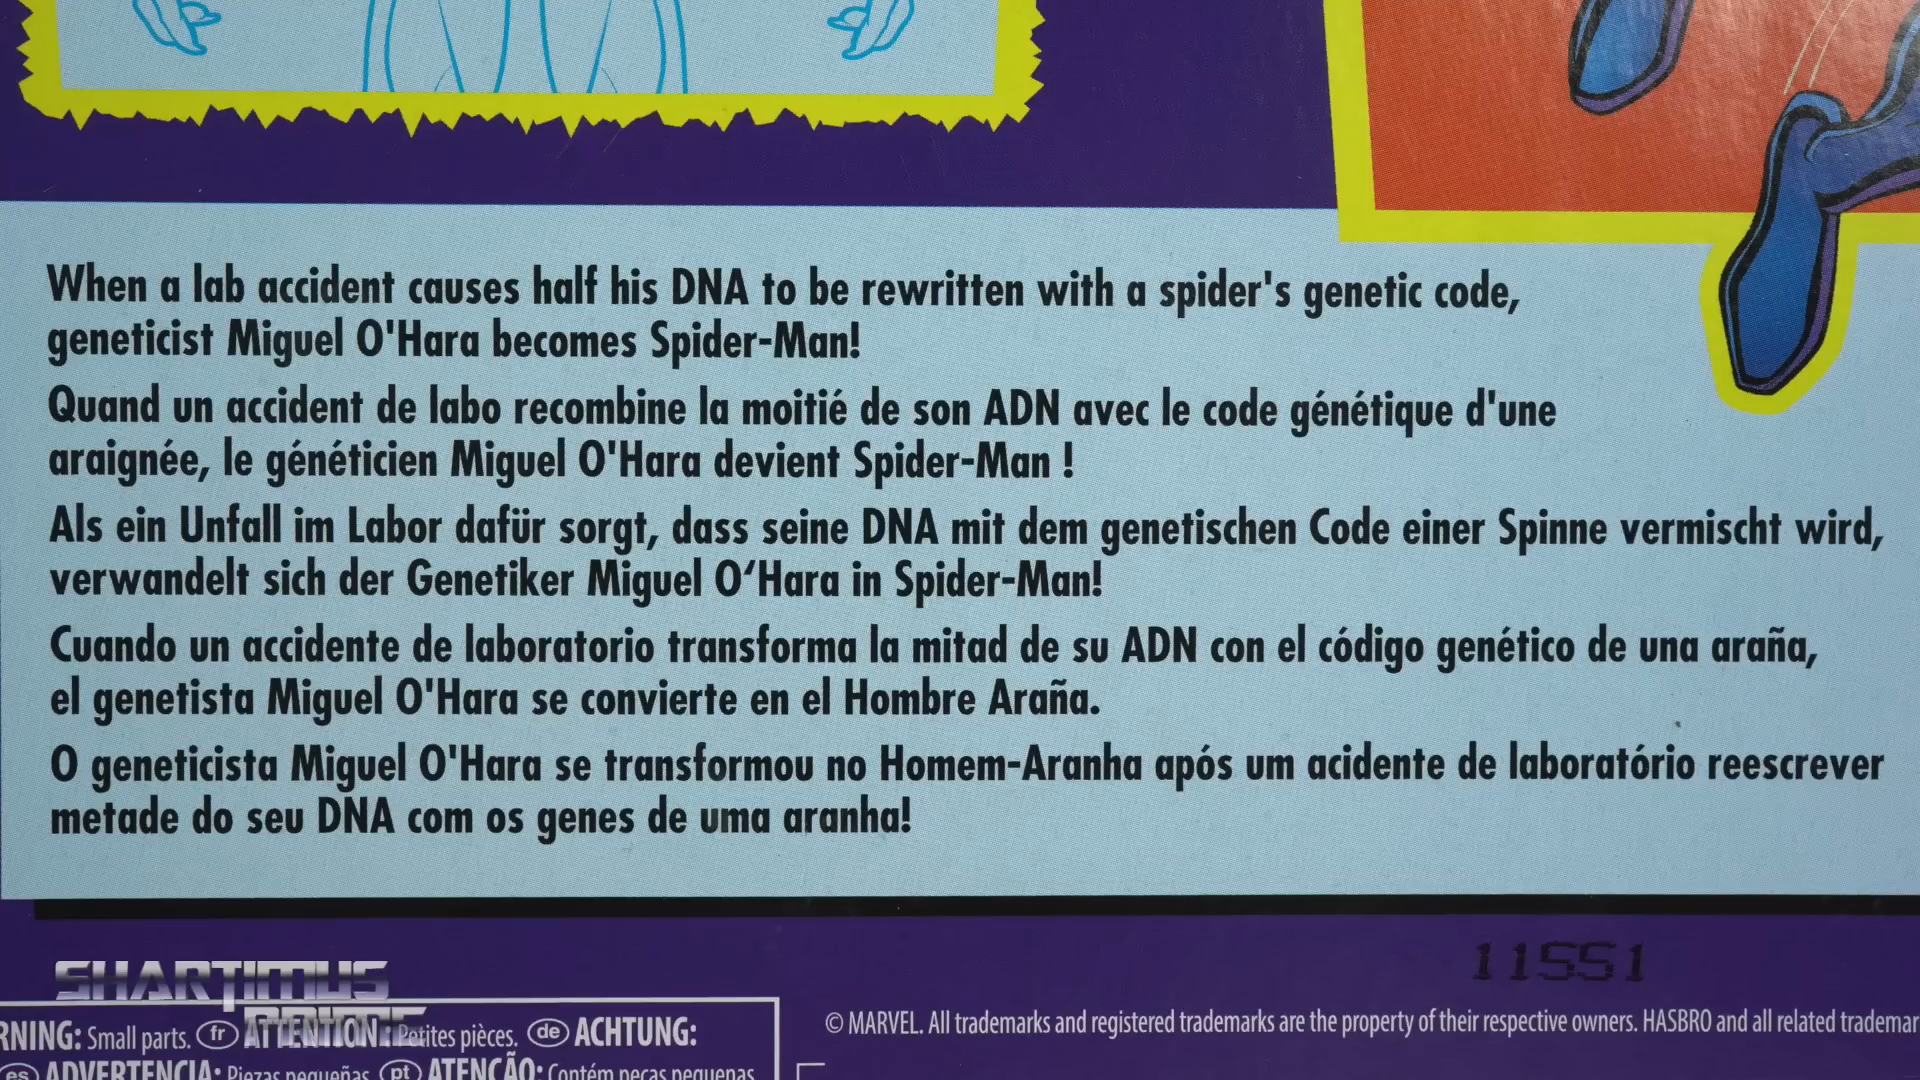 When a lab accident causes half his DNA to be rewritten with a spider's genetic code,
geneticist Miguel O'Hara becomes Spider-Man!
Quand un accident de labo recombine la moitié de son ADN avec le code génétique d'une
araignée, le généticien Miguel O'Hara devient Spider-Man !
Als ein Unfall im Labor dafür sorgt, dass seine DNA mit dem genetischen Code einer Spinne vermischt wird,
verwandelt sich der Genetiker Miguel O‘Hara in Spider-Man!
Cuando un accidente de laboratorio transforma la mitad de su ADN con el código genético de una araña,
el genetista Miguel O'Hara se convierte en el Hombre Araña.
O geneticista Miguel O'Hara se transformou no Homem-Aranha após um acidente de laboratório reescrever
metade do seu DNA com os genes de uma aranha!
11551
SHARTIMUS
PRIME
RNING: Small parts. fr ATTENTION : Petites pièces. de ACHTUNG:
es ADVERTENCIA: Piezas pequeñas. pt ATENÇÃO: Contém peças pequenas.
© MARVEL. All trademarks and registered trademarks are the property of their respective owners. HASBRO and all related trademar